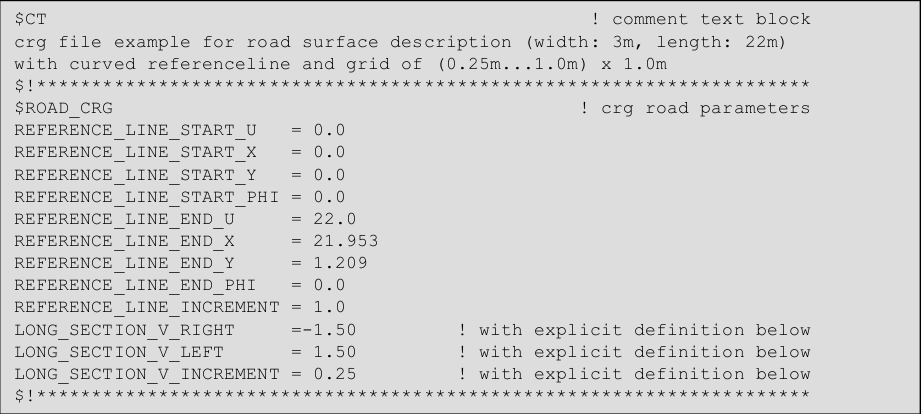 $CT ! comment text block
crg file example for road surface description (width: 3m, length: 22m)
with curved referenceline and grid of (0.25m...1.0m) x 1.0m
$!***********************************************************************
$ROAD_CRG ! crg road parameters
REFERENCE_LINE_START_U = 0.0
REFERENCE_LINE_START_X = 0.0
REFERENCE_LINE_START_Y = 0.0
REFERENCE_LINE_START_PHI = 0.0
REFERENCE_LINE_END_U = 22.0
REFERENCE_LINE_END_X = 21.953
REFERENCE_LINE_END_Y = 1.209
REFERENCE_LINE_END_PHI = 0.0
REFERENCE_LINE_INCREMENT = 1.0
LONG_SECTION_V_RIGHT =-1.50 ! with explicit definition below
LONG_SECTION_V_LEFT = 1.50 ! with explicit definition below
LONG_SECTION_V_INCREMENT = 0.25 ! with explicit definition below
$!***********************************************************************